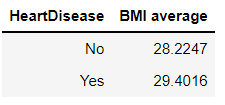 HeartDisease BMI average
No 28.2247
Yes 29.4016